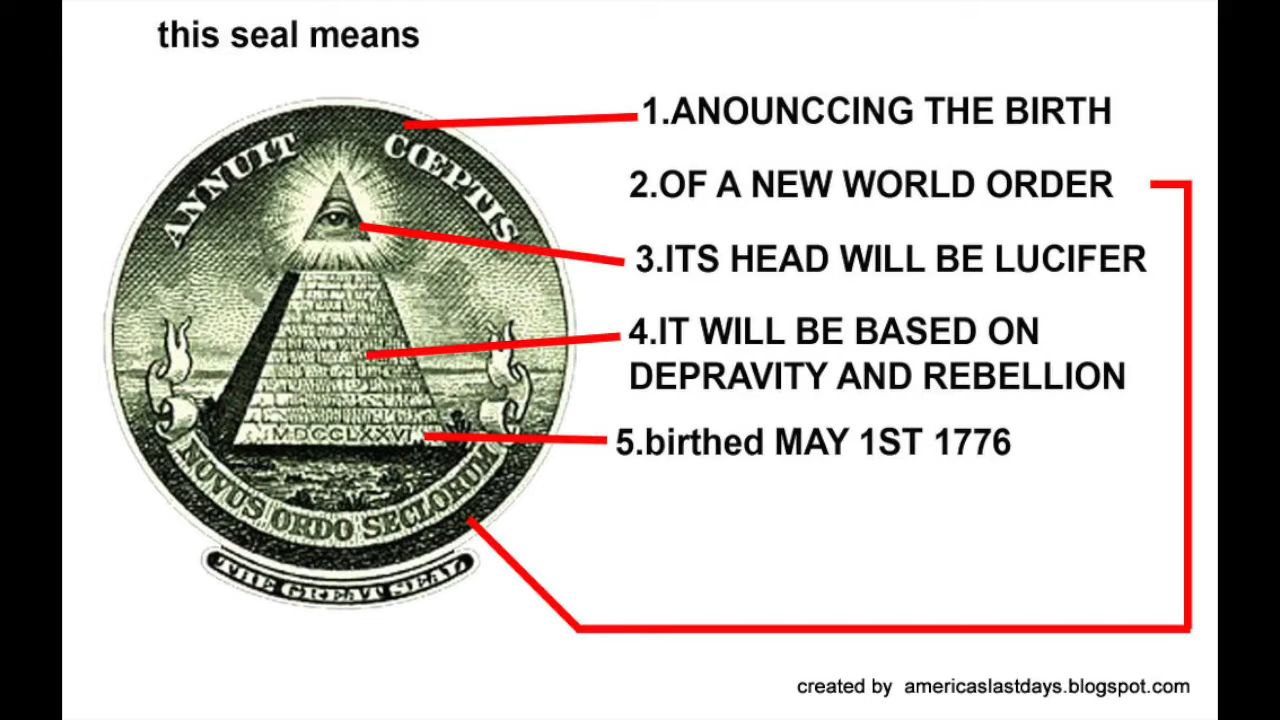 this seal means
ANNUIT CŒPTIS
1.ANOUNCCING THE BIRTH
2.OF A NEW WORLD ORDER
3.ITS HEAD WILL BE LUCIFER
4.IT WILL BE BASED ON
DEPRAVITY AND REBELLION
MDCCLXXVI
5.birthed MAY 1ST 1776
NOVUS ORDO SECLORUM
THE GREAT SEAL
created by americaslastdays.blogspot.com